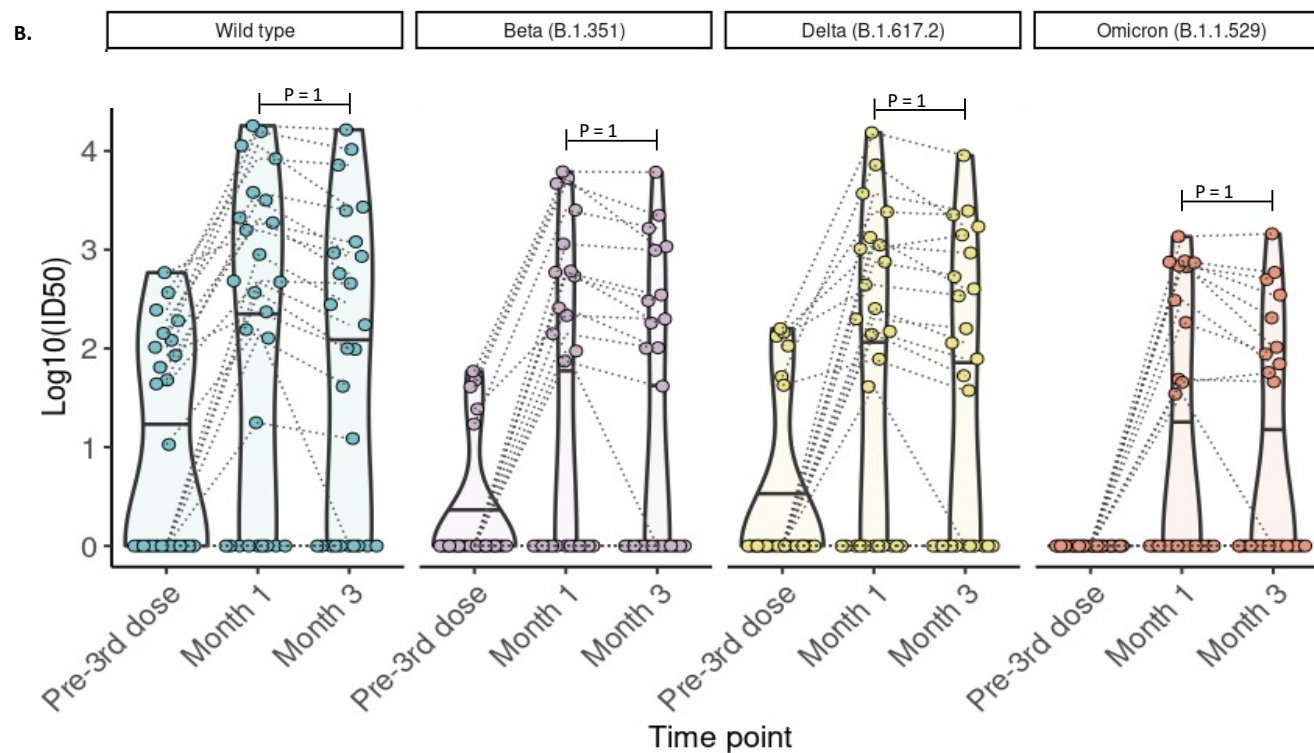 B.
Wild type
Beta (B.1.351)
Delta (B.1.617.2)
Omicron (B.1.1.529)
P = 1
P = 1
P = 1
P = 1
Log10(ID50)
4
3
2
1
0
Pre-3rd dose
Month 1
Month 3
Pre-3rd dose
Month 1
Month 3
Pre-3rd dose
Month 1
Month 3
Pre-3rd dose
Month 1
Month 3
Time point